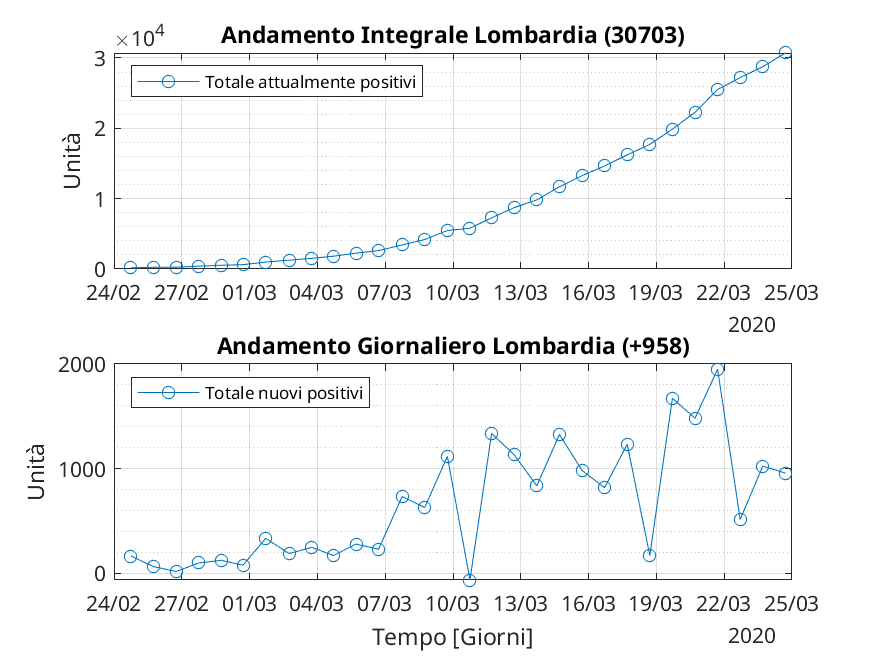 ×10⁴
Andamento Integrale Lombardia (30703)
Totale attualmente positivi
Unità
3
2
1
0
24/02 27/02 01/03 04/03 07/03 10/03 13/03 16/03 19/03 22/03 25/03
2020
Andamento Giornaliero Lombardia (+958)
Totale nuovi positivi
Unità
2000
1000
0
24/02 27/02 01/03 04/03 07/03 10/03 13/03 16/03 19/03 22/03 25/03
Tempo [Giorni]
2020